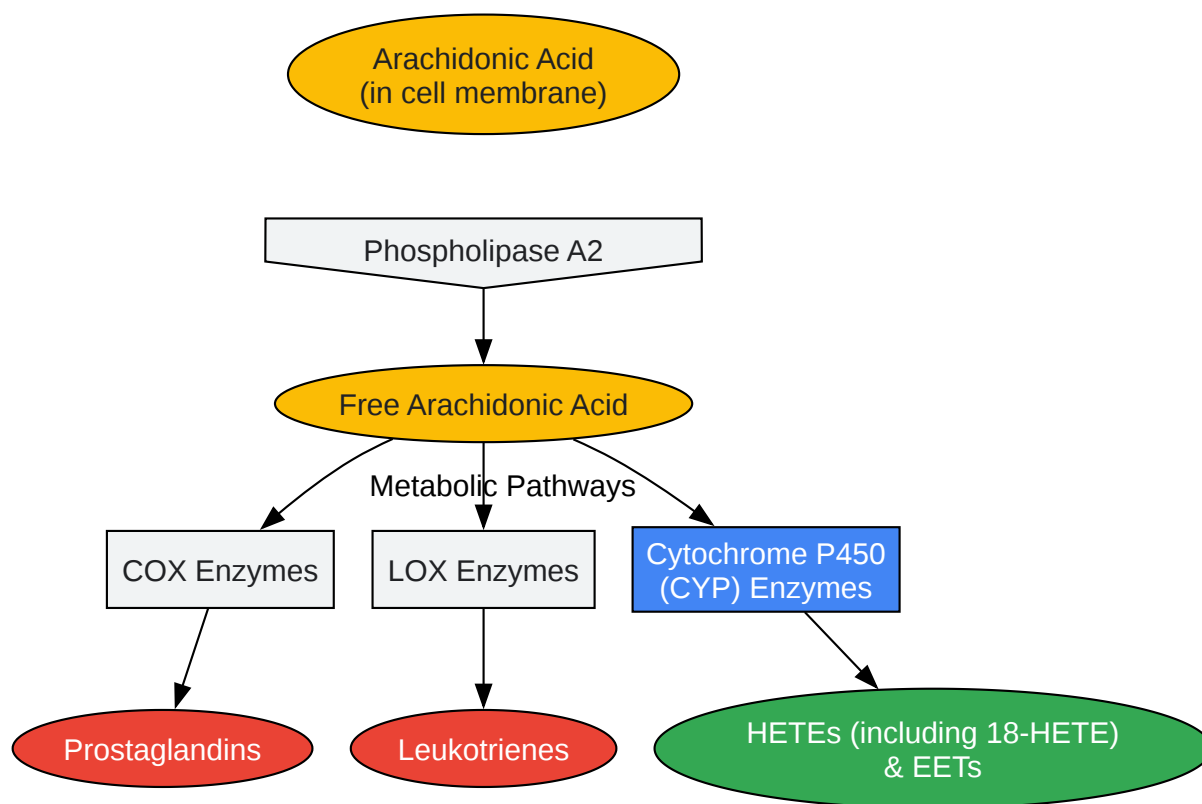 Arachidonic Acid
(in cell membrane)
Phospholipase A2
Free Arachidonic Acid
Metabolic Pathways
COX Enzymes
LOX Enzymes
Cytochrome P450
(CYP) Enzymes
Prostaglandins
Leukotrienes
HETEs (including 18-HETE)
& EETs